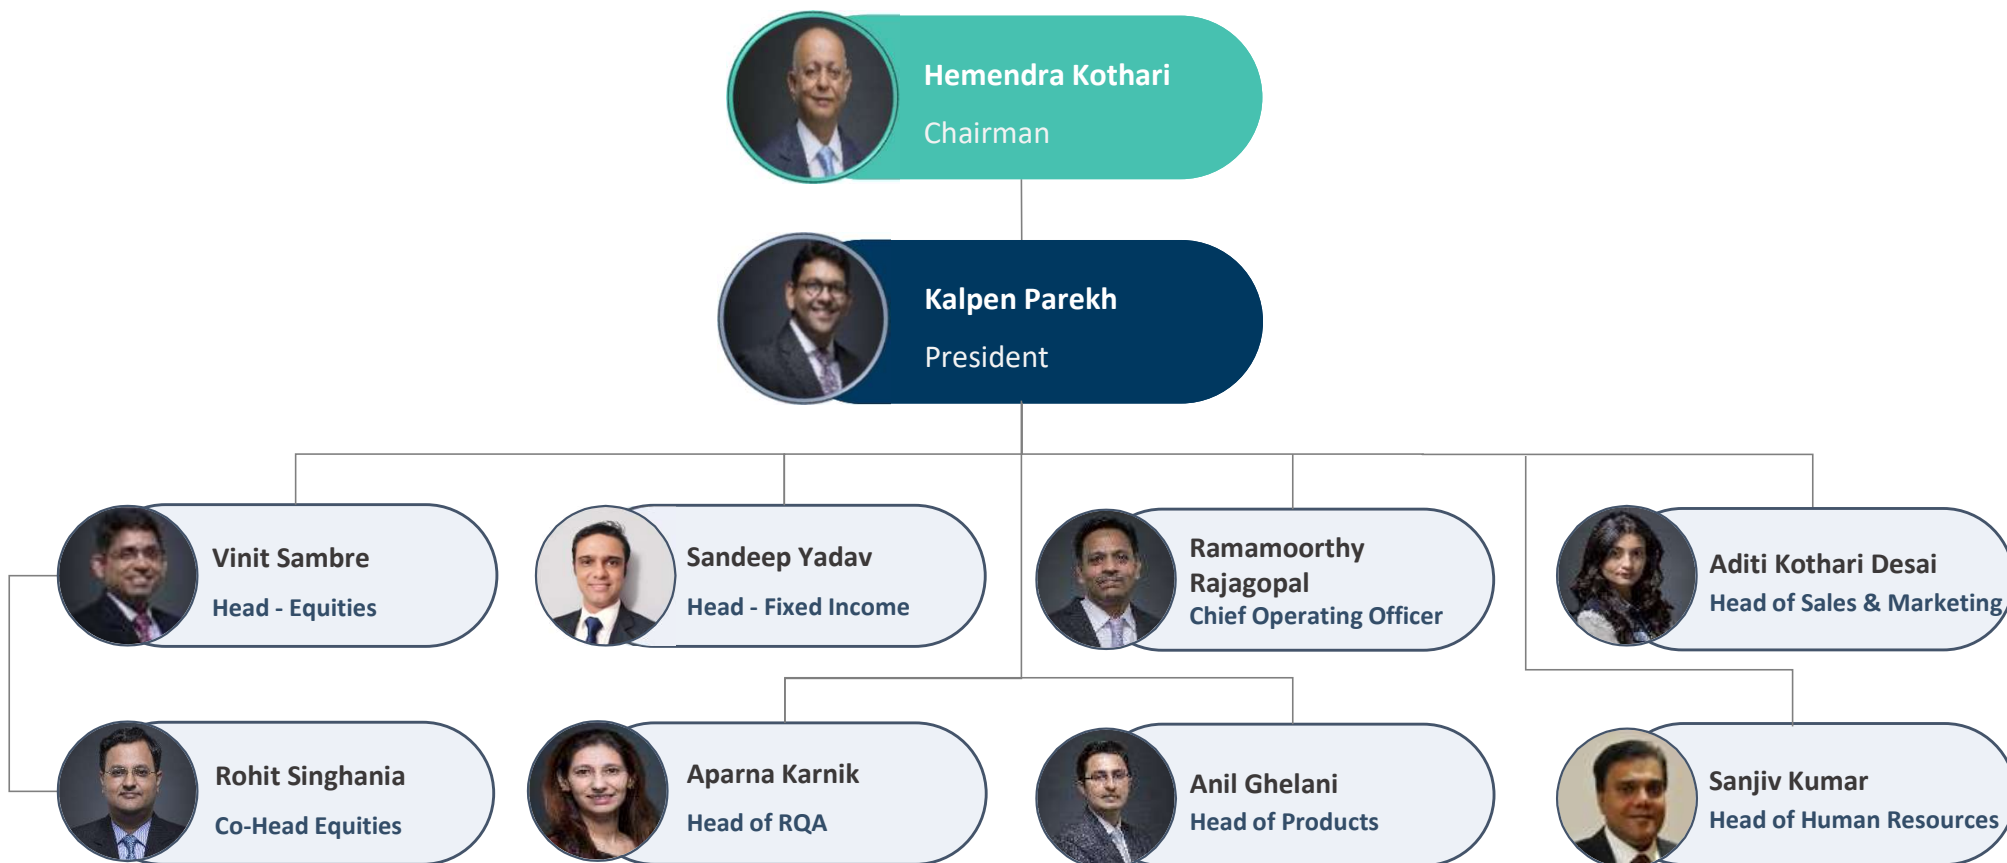 Hemendra Kothari
Chairman
Kalpen Parekh
President
Vinit Sambre
Head - Equities
Sandeep Yadav
Head - Fixed Income
Ramamoorthy
Rajagopal
Chief Operating Officer
Aditi Kothari Desai
Head of Sales & Marketing
Rohit Singhania
Co-Head Equities
Aparna Karnik
Head of RQA
Anil Ghelani
Head of Products
Sanjiv Kumar
Head of Human Resources